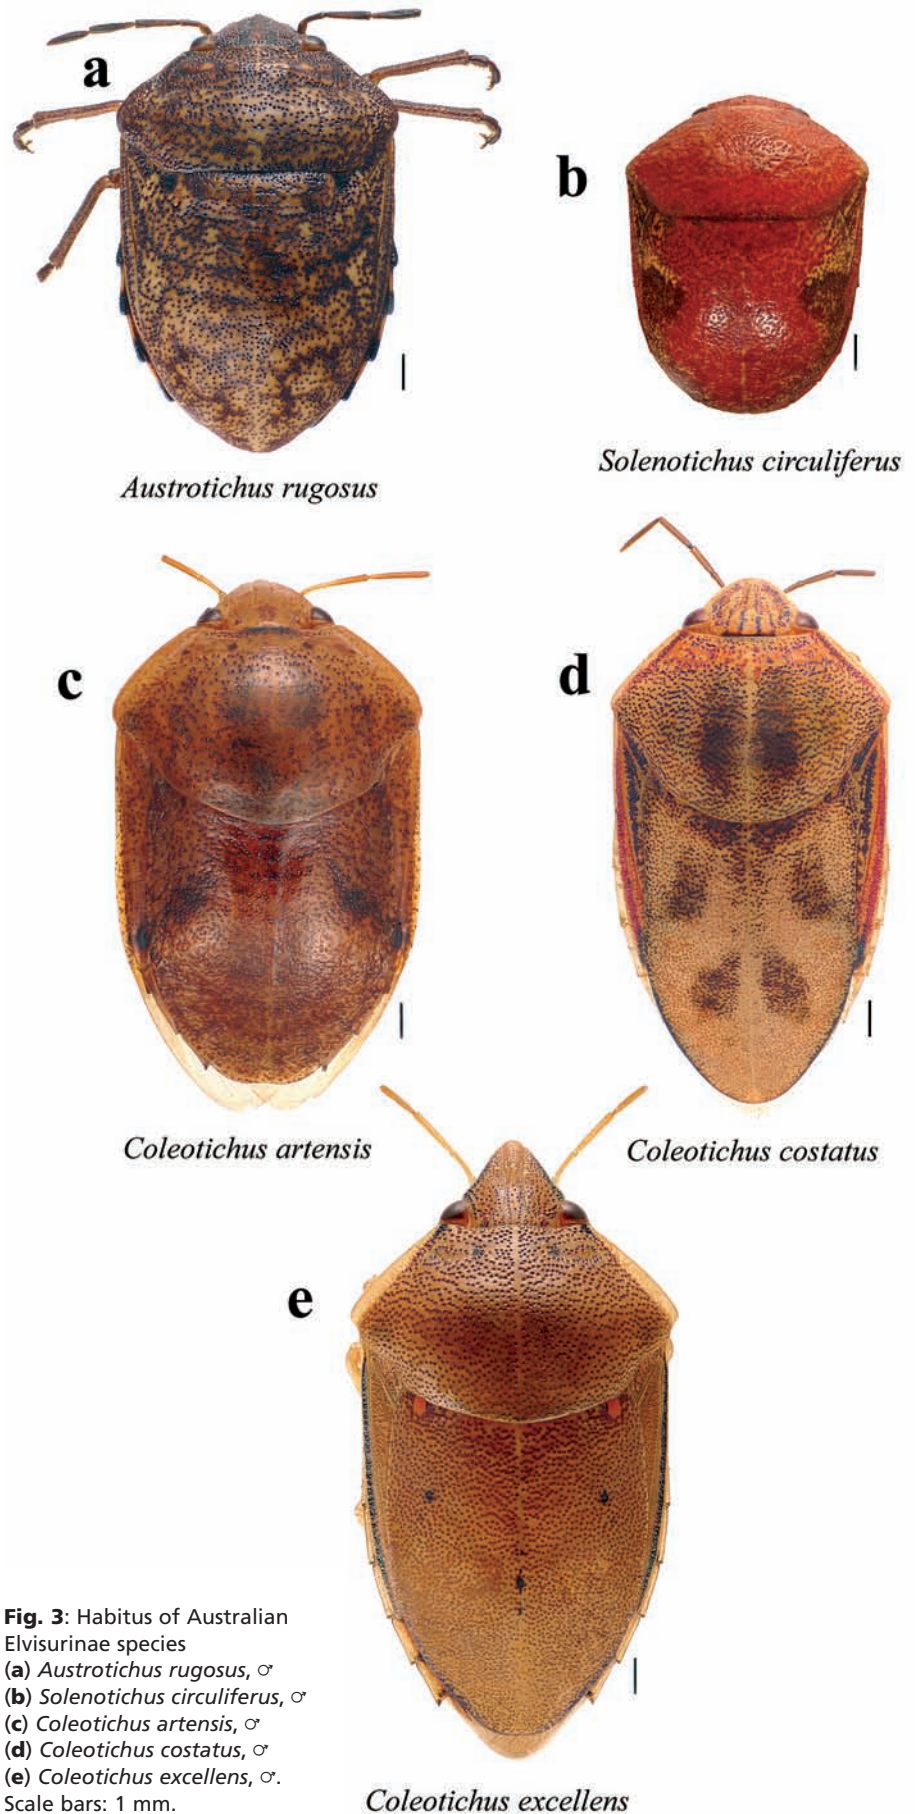 a
b
Solenotichus circuliferus
Austrotichus rugosus
c
d
Coleotichus artensis
Coleotichus costatus
e
Fig. 3: Habitus of Australian
Elvisurinae species
(a) Austrotichus rugosus, ♂
(b) Solenotichus circuliferus, ♂
(c) Coleotichus artensis, ♂
(d) Coleotichus costatus, ♂
(e) Coleotichus excellens, ♂.
Scale bars: 1 mm.
Coleotichus excellens